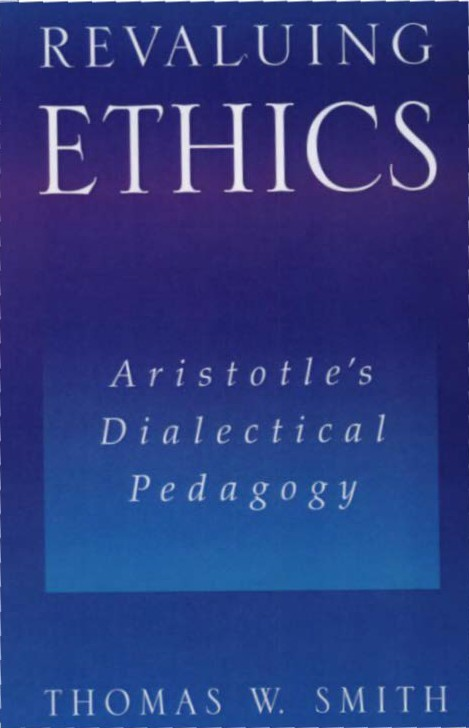 REVALUING
ETHICS
Aristotle's
Dialectical
Pedagogy
THOMAS W. SMITH